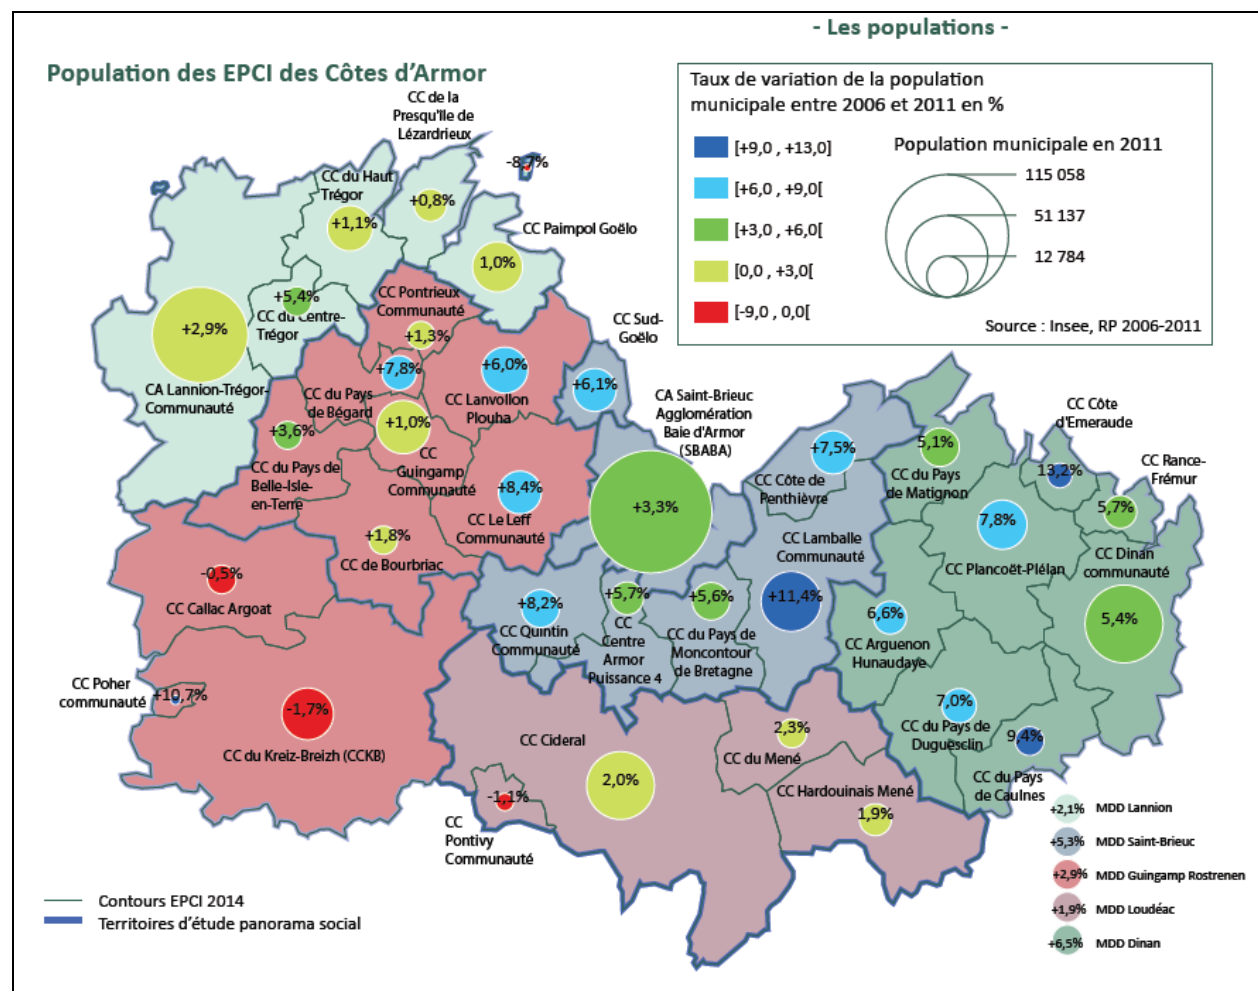 - Les populations -
Population des EPCI des Côtes d'Armor
Taux de variation de la population
municipale entre 2006 et 2011 en %
[+9,0 , +13,0]
[+6,0 , +9,0[
[+3,0 , +6,0[
[0,0 , +3,0[
[-9,0 , 0,0[
Population municipale en 2011
115 058
51 137
12 784
Source : Insee, RP 2006-2011
CC de la
Presqu'île de
Lézardrieux
-8,7%
CC du Haut
Trégor
+0,8%
+1,1%
CC Paimpol Goëlo
1,0%
+5,4%
CC du Centre-
Trégor
CC Pontrieux
Communauté
+2,9%
+1,3%
CC Sud-
Goëlo
CA Lannion-Trégor-
Communauté
+7,8%
CC du Pays
de Bégard
+6,0%
CC Lanvollon
Plouha
+6,1%
CA Saint-Brieuc
Agglomération
Baie d'Armor
(SBABA)
+3,6%
+1,0%
CC du Pays de
Belle-Isle-
en-Terre
CC
Guingamp
Communauté
+8,4%
CC Le Leff
Communauté
+3,3%
+7,5%
CC Côte de
Penthièvre
5,1%
CC du Pays
de Matignon
CC Côte
d'Emeraude
13,2%
CC Rance-
Frémur
5,7%
7,8%
CC Plancoët-Plélan
CC Dinan
communauté
5,4%
CC Lamballe
Communauté
+11,4%
+1,8%
CC de Bourbriac
-0,5%
CC Callac Argoat
+8,2%
CC Quintin
Communauté
+5,7%
CC
Centre
Armor
Puissance 4
+5,6%
CC du Pays de
Moncontour
de Bretagne
6,6%
CC Arguenon
Hunaudaye
CC Poher
communauté
+10,7%
-1,7%
CC du Kreiz-Breizh (CCKB)
7,0%
CC du Pays de
Duguesclin
9,4%
CC du Pays
de Caulnes
CC Cideral
2,0%
2,3%
CC du Mené
CC Hardouinais Mené
1,9%
-1,1%
CC
Pontivy
Communauté
+2,1% MDD Lannion
+5,3% MDD Saint-Brieuc
+2,9% MDD Guingamp Rostrenen
+1,9% MDD Loudéac
+6,5% MDD Dinan
Contours EPCI 2014
Territoires d'étude panorama social